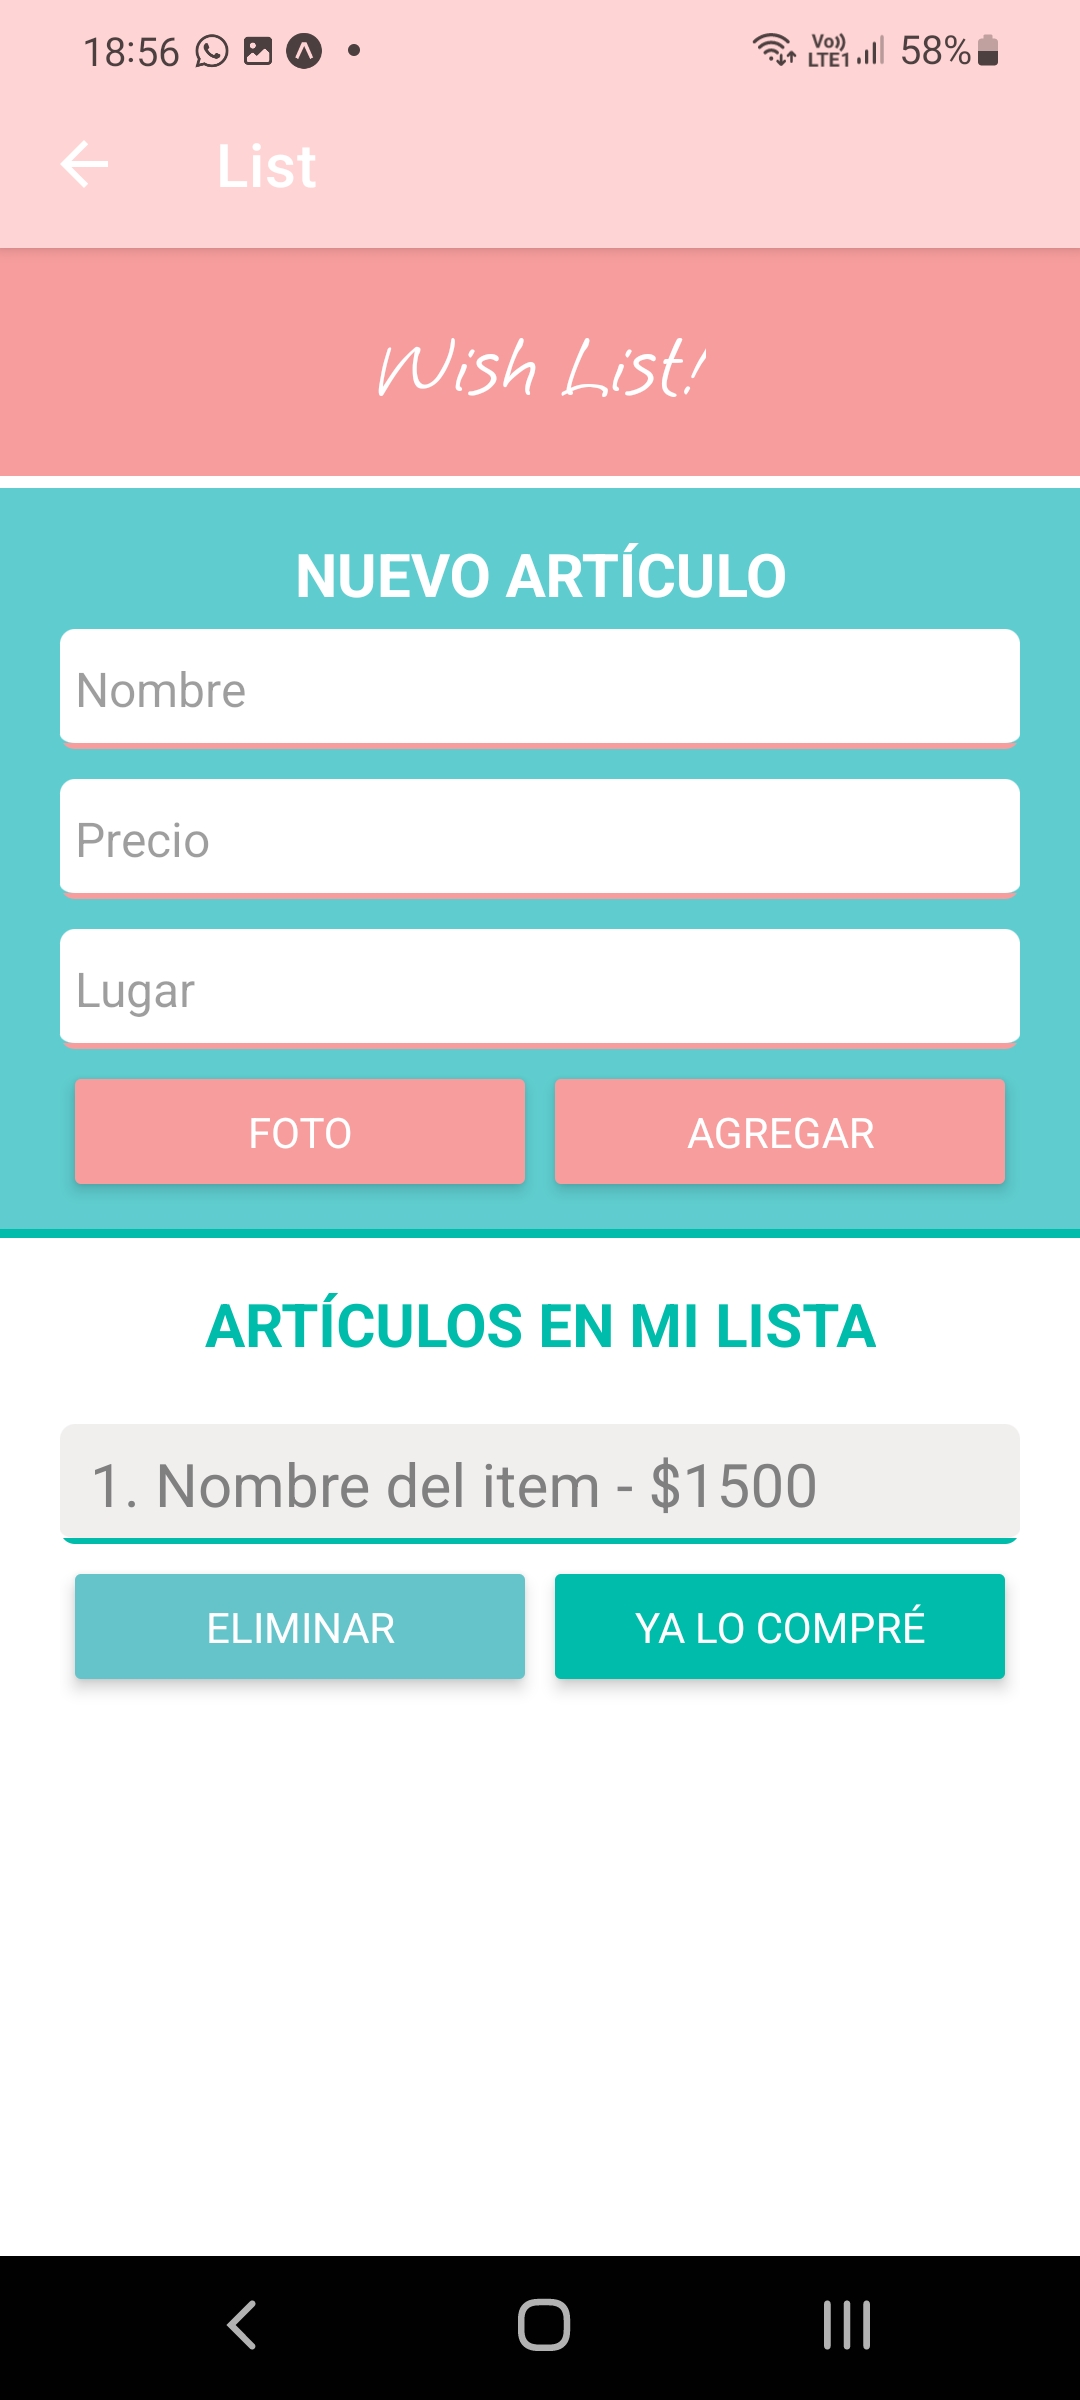 18:56 Vo)) LTE1 58%
List
Wish List!
NUEVO ARTÍCULO
Nombre
Precio
Lugar
FOTO AGREGAR
ARTÍCULOS EN MI LISTA
1. Nombre del item - $1500
ELIMINAR YA LO COMPRÉ